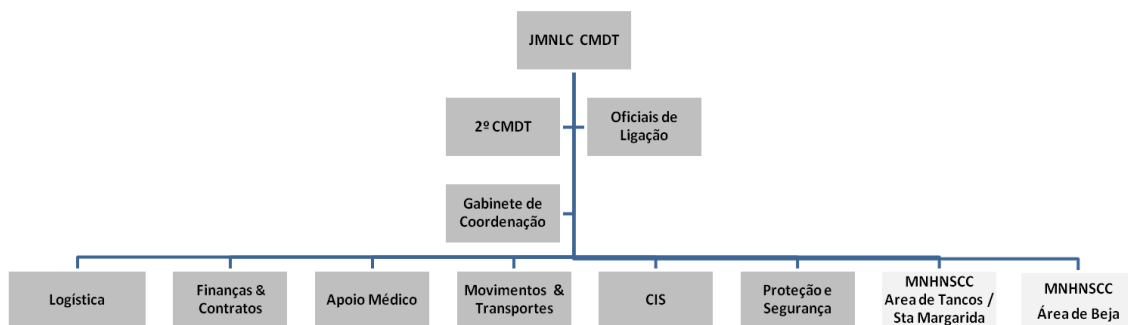 JMNLC CMDT
2º CMDT
Oficiais de
Ligação
Gabinete de
Coordenação
Logística
Finanças &
Contratos
Apoio Médico
Movimentos &
Transportes
CIS
Proteção e
Segurança
MNHNSCC
Area de Tancos /
Sta Margarida
MNHNSCC
Área de Beja